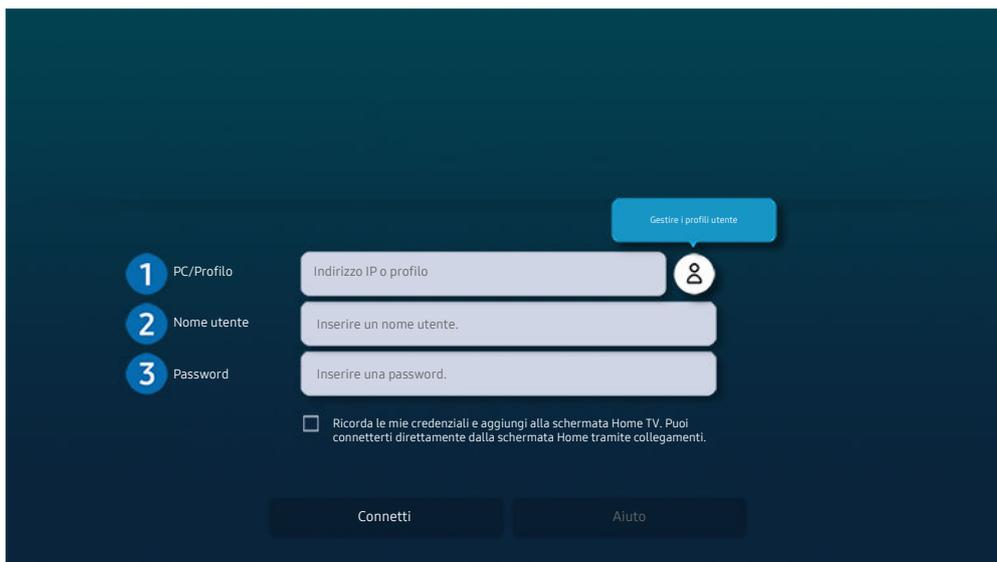 Gestire i profili utente
1 PC/Profilo Indirizzo IP o profilo
2 Nome utente Inserire un nome utente.
3 Password Inserire una password.
Ricorda le mie credenziali e aggiungi alla schermata Home TV. Puoi
connetterti direttamente dalla schermata Home tramite collegamenti.
Connetti Aiuto